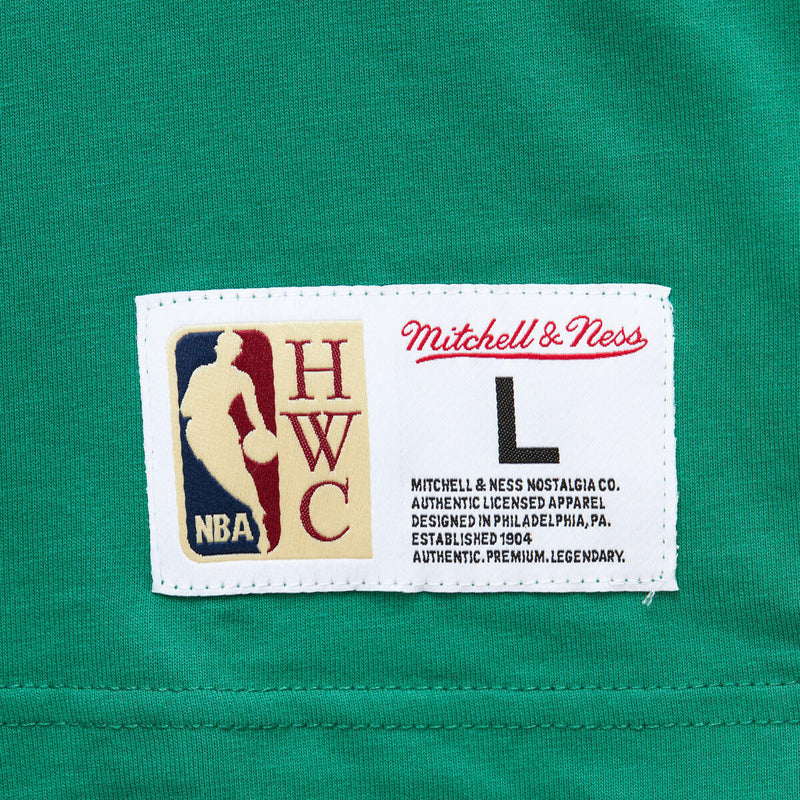 NBA
H
W
C
Mitchell & Ness
L
MITCHELL & NESS NOSTALGIA CO.
AUTHENTIC LICENSED APPAREL
DESIGNED IN PHILADELPHIA, PA.
ESTABLISHED 1904
AUTHENTIC.PREMIUM.LEGENDARY.